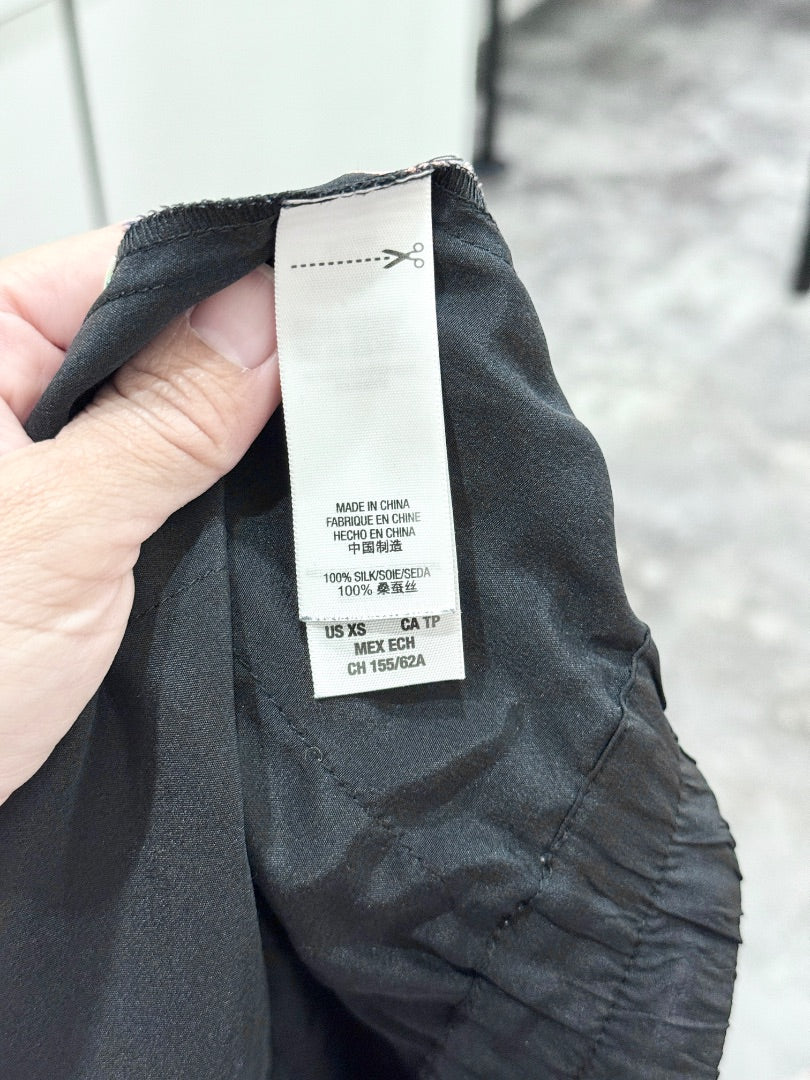 MADE IN CHINA
FABRIQUE EN CHINE
HECHO EN CHINA
中国制造
100% SILK/SOIE/SEDA
100% 桑蚕丝
US XS CA TP
MEX ECH
CH 155/62A